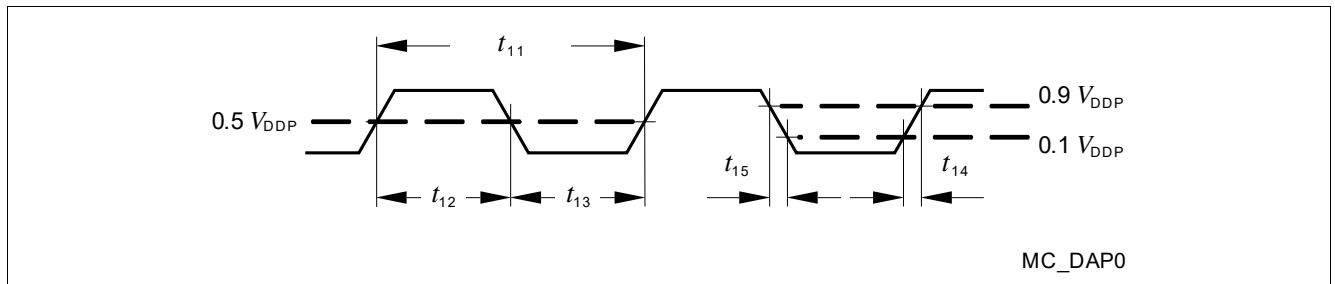 t11
0.5 VDDP
0.9 VDDP
0.1 VDDP
t15
t14
t12
t13
MC_DAP0